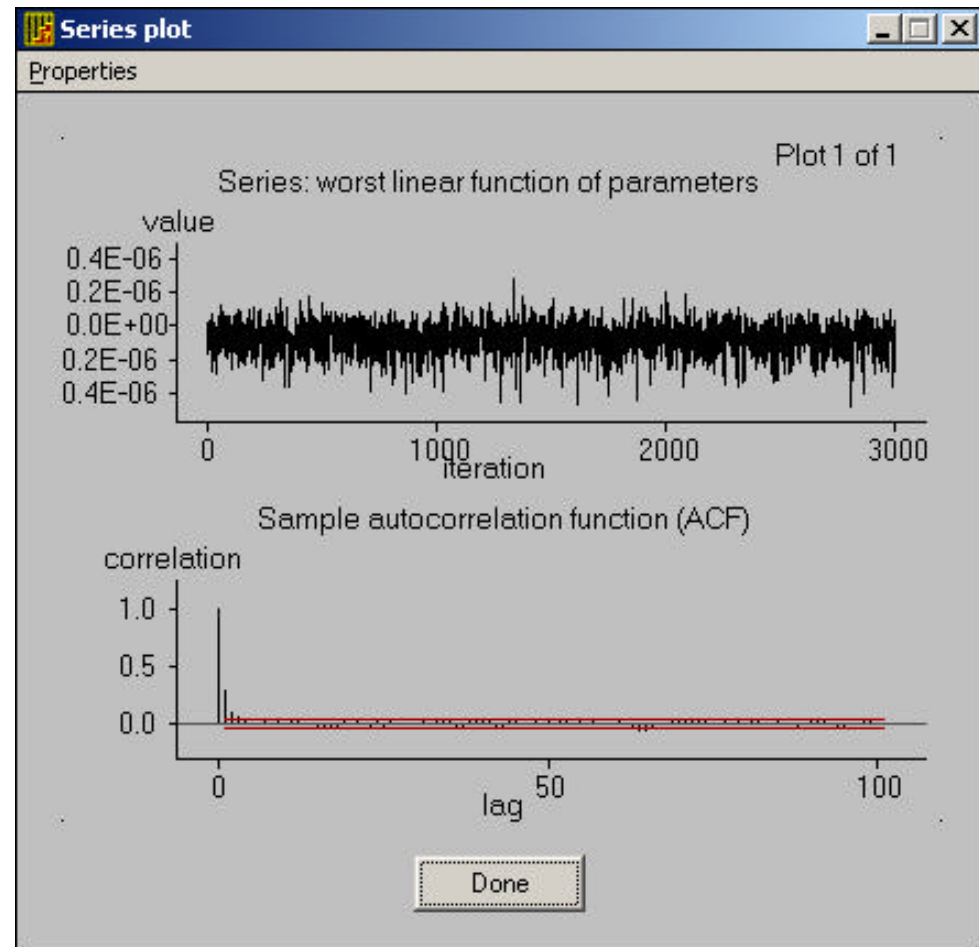 Series plot
Properties
Plot 1 of 1
Series: worst linear function of parameters
value
0.4E-06
0.2E-06
0.0E+00
0.2E-06
0.4E-06
0 1000 2000 3000
iteration
Sample autocorrelation function (ACF)
correlation
1.0
0.5
0.0
0 50 100
lag
Done